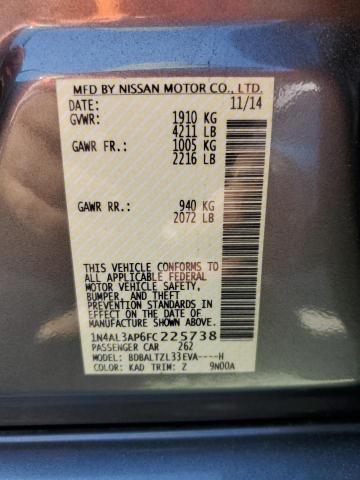 MFD BY NISSAN MOTOR CO., LTD.
DATE: 11/14
GVWR: 1910 KG
4211 LB
GAWR FR.: 1005 KG
2216 LB
GAWR RR.: 940 KG
2072 LB
THIS VEHICLE CONFORMS TO
ALL APPLICABLE FEDERAL
MOTOR VEHICLE SAFETY,
BUMPER, AND THEFT
PREVENTION STANDARDS IN
EFFECT ON THE DATE OF
MANUFACTURE SHOWN ABOVE.
1N4AL3AP6FC225738
PASSENGER CAR 262
MODEL: BDBALTZL33EVA----H
COLOR: KAD TRIM: Z 9N00A